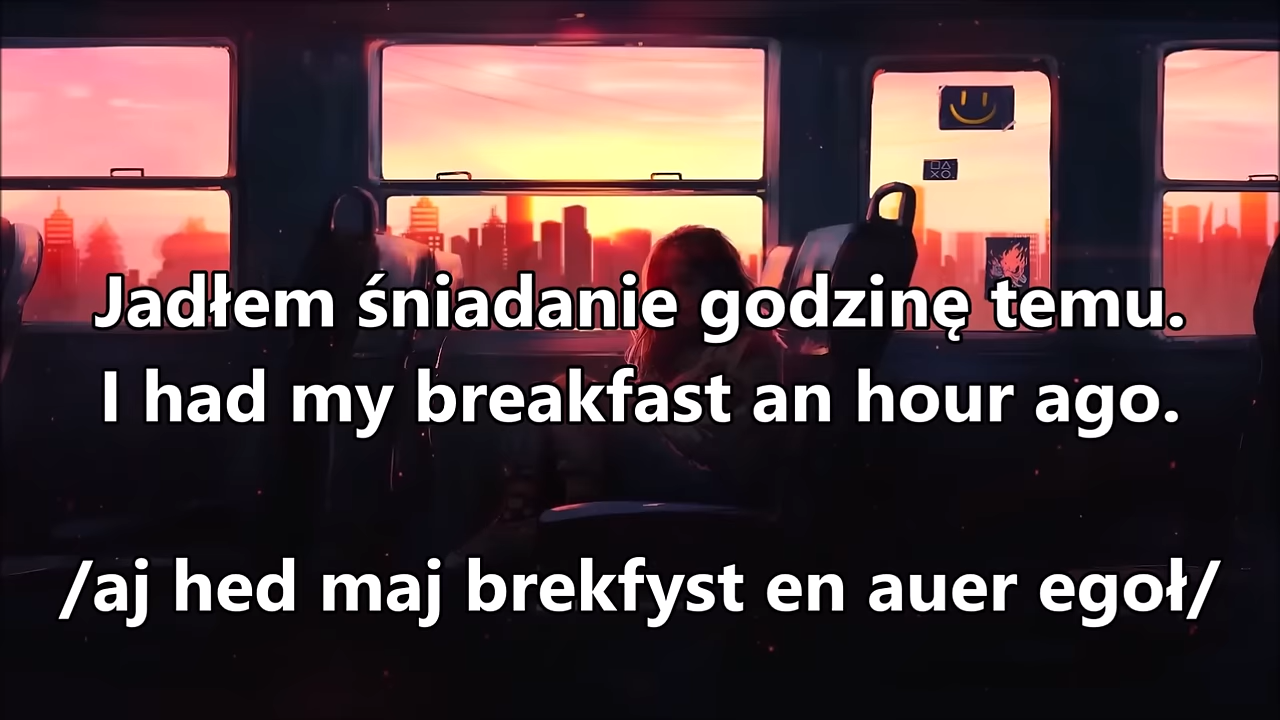 Jadłem śniadanie godzinę temu.
I had my breakfast an hour ago.
/aj hed maj brekfyst en auer egoł/